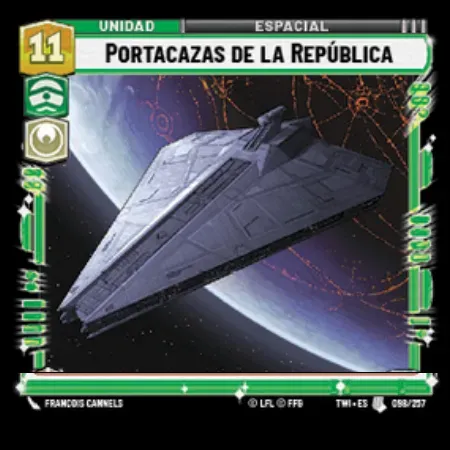 UNIDAD ESPACIAL
11 PORTACAZAS DE LA REPÚBLICA
FRANCOIS CANNELS © LFL © FFG TWI • ES 098/257